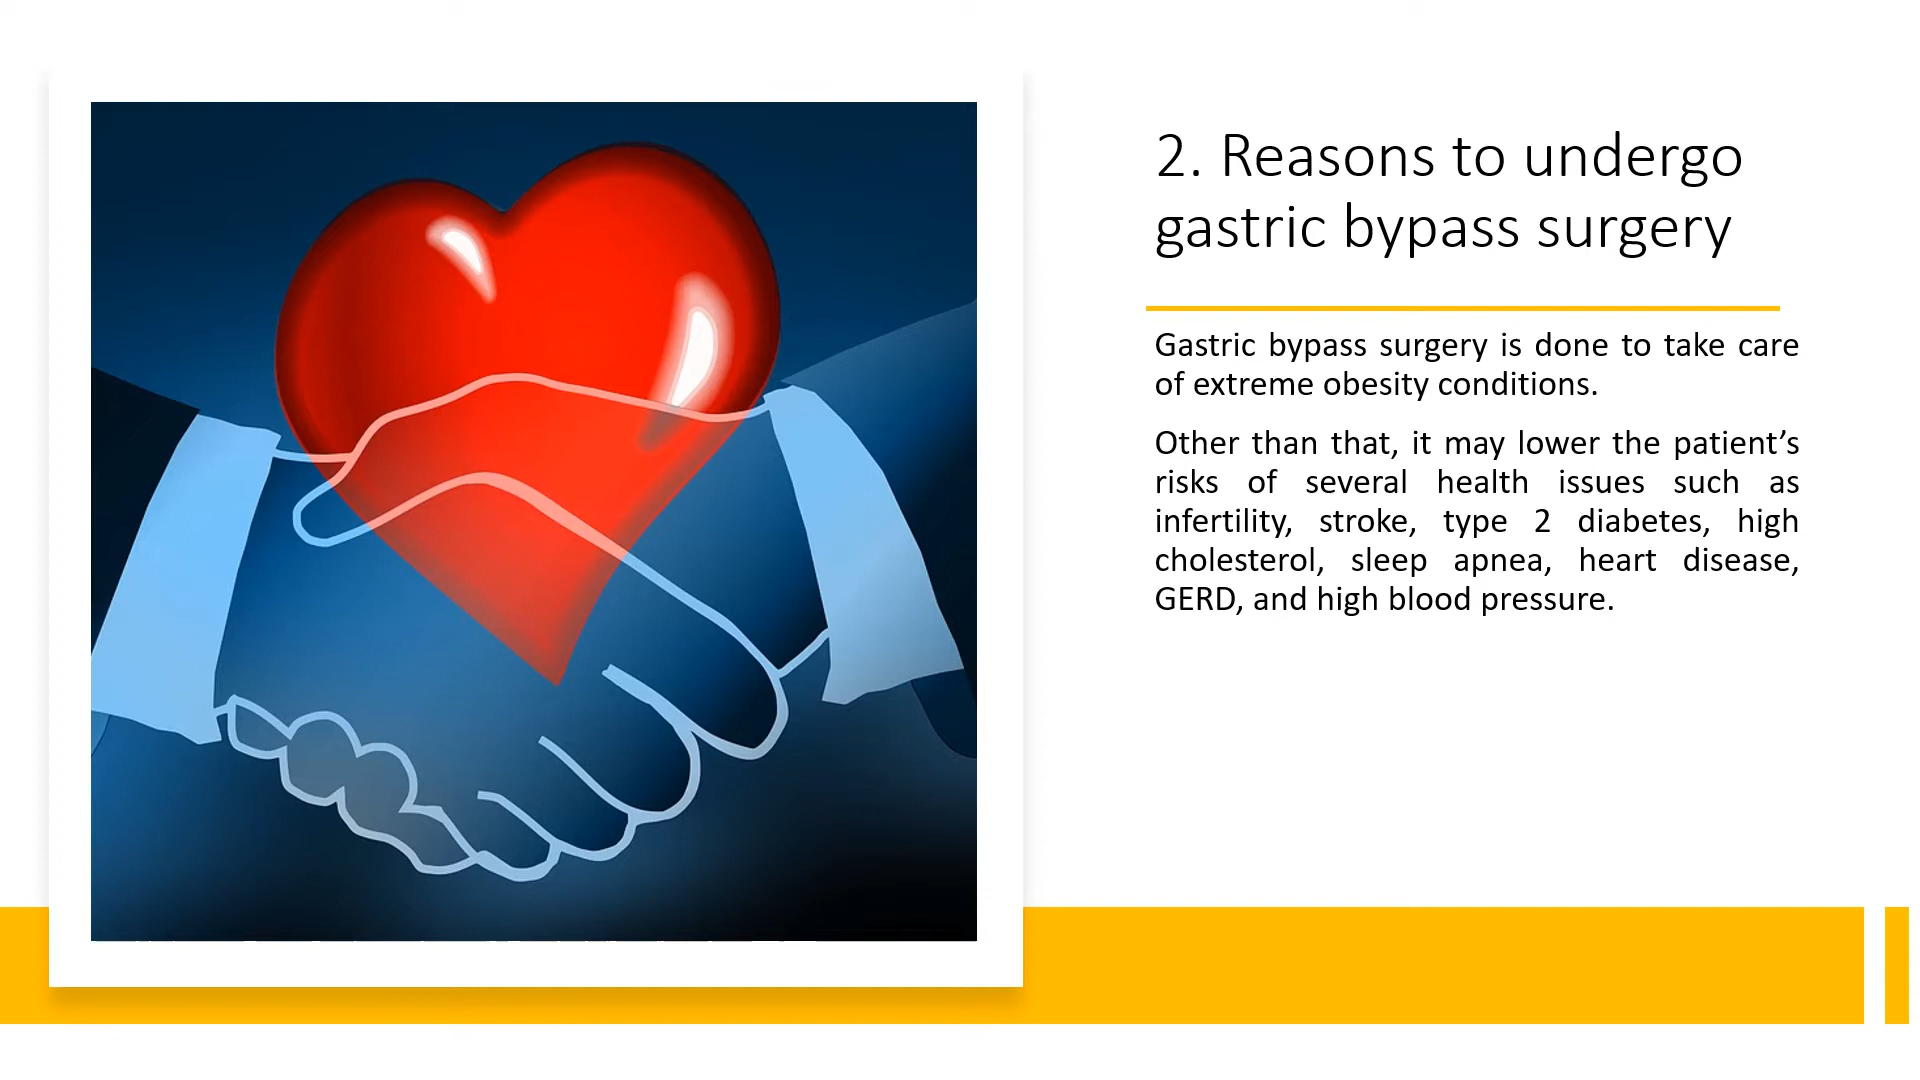 2. Reasons to undergo
gastric bypass surgery
Gastric bypass surgery is done to take care
of extreme obesity conditions.
Other than that, it may lower the patient’s
risks of several health issues such as
infertility, stroke, type 2 diabetes, high
cholesterol, sleep apnea, heart disease,
GERD, and high blood pressure.